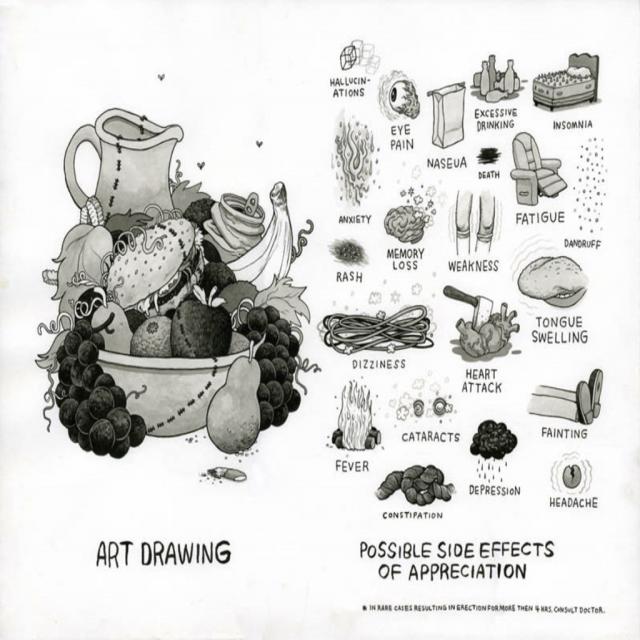 HALLUCIN-
ATIONS
EYE
PAIN
NASEUA
EXCESSIVE
DRINKING
DEATH
INSOMNIA
ANXIETY
MEMORY
LOSS
WEAKNESS
FATIGUE
DANDRUFF
RASH
DIZZINESS
HEART
ATTACK
TONGUE
SWELLING
FEVER
CATARACTS
DEPRESSION
FAINTING
CONSTIPATION
HEADACHE
ART DRAWING
POSSIBLE SIDE EFFECTS
OF APPRECIATION
* IN RARE CASES RESULTING IN ERECTION FOR MORE THEN 4 HRS, CONSULT DOCTOR.